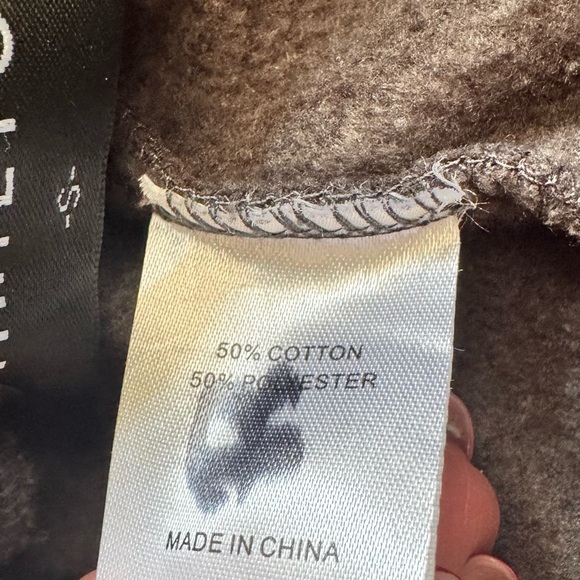 -S-
50% COTTON
50% POLYESTER
MADE IN CHINA